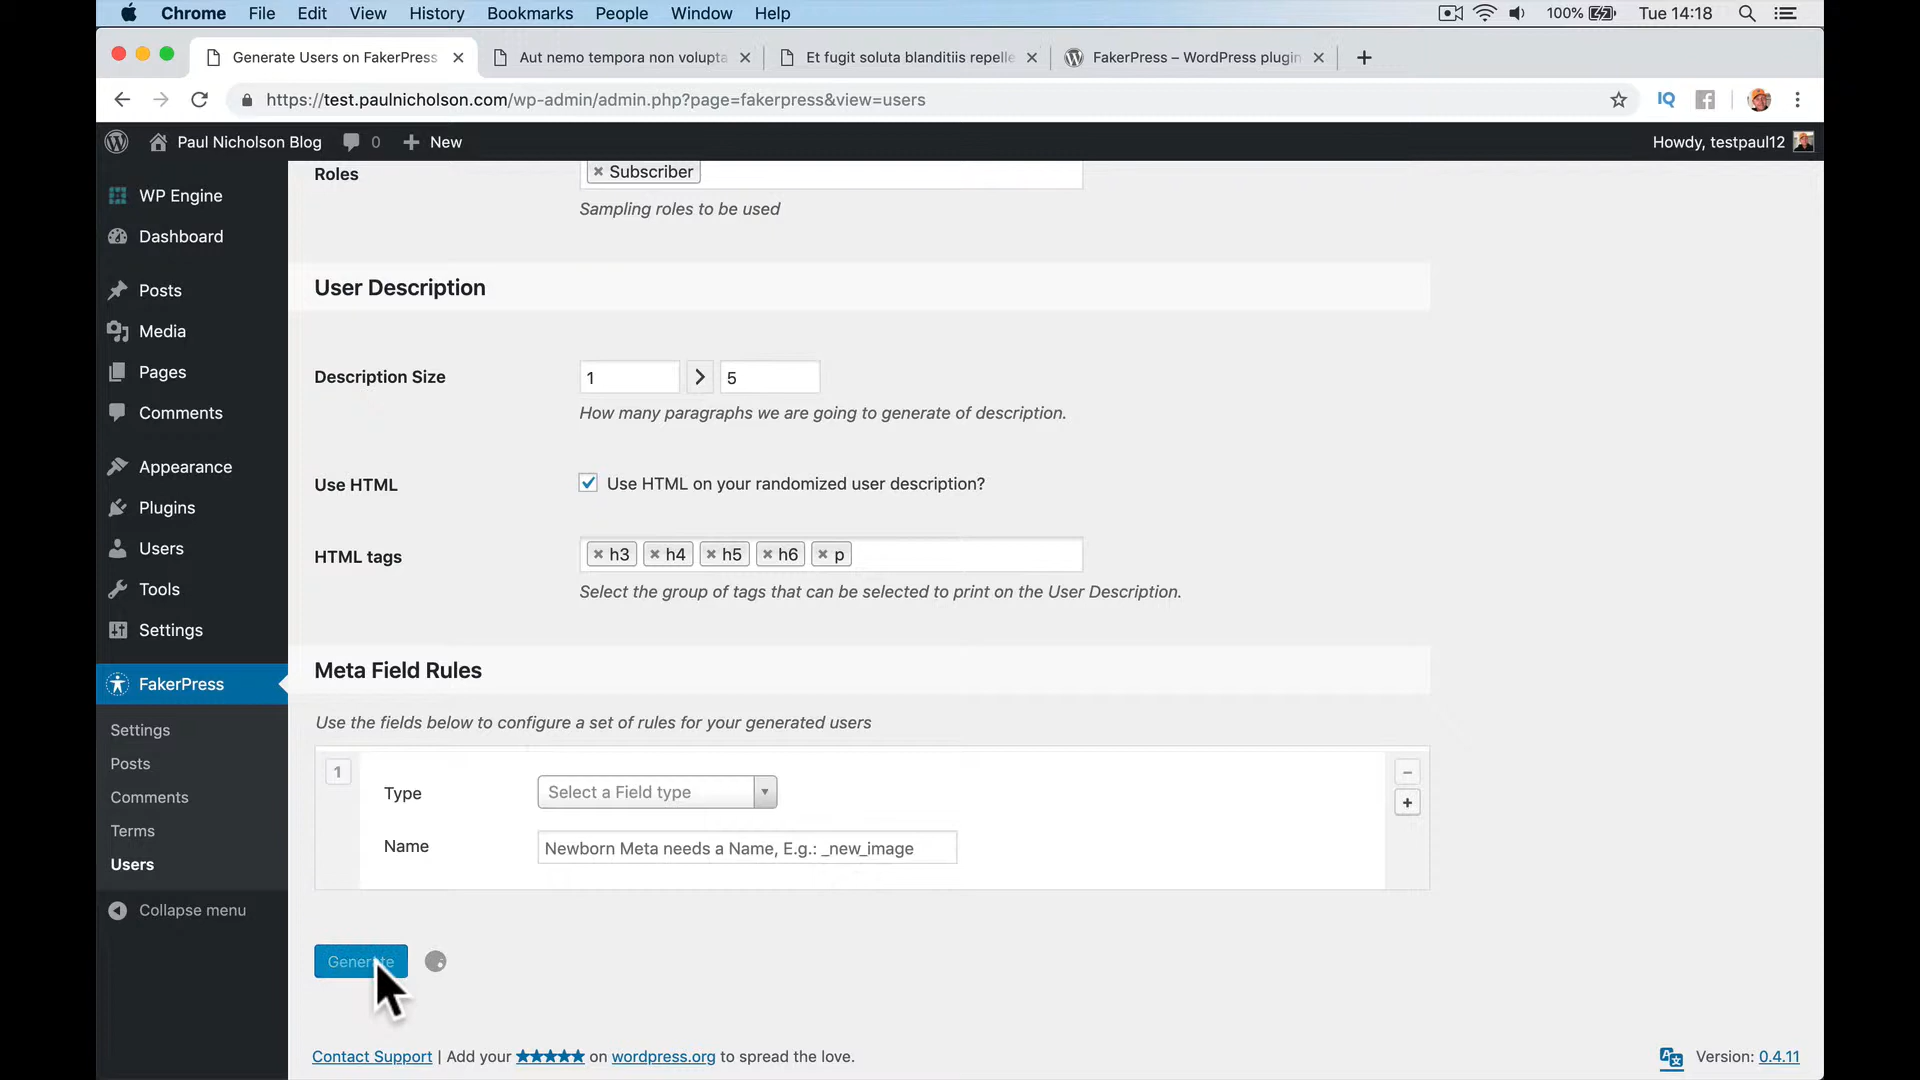 Chrome File Edit View History Bookmarks People Window Help 100% Tue 14:18
Generate Users on FakerPress Aut nemo tempora non volupta Et fugit soluta blanditiis repelle FakerPress – WordPress plugin
https://test.paulnicholson.com/wp-admin/admin.php?page=fakerpress&view=users IQ
Paul Nicholson Blog 0 New Howdy, testpaul12
WP Engine
Dashboard
Posts
Media
Pages
Comments
Appearance
Plugins
Users
Tools
Settings
FakerPress
Settings
Posts
Comments
Terms
Users
Collapse menu
Roles × Subscriber
Sampling roles to be used
User Description
Description Size 1 5
How many paragraphs we are going to generate of description.
Use HTML Use HTML on your randomized user description?
HTML tags × h3 × h4 × h5 × h6 × p
Select the group of tags that can be selected to print on the User Description.
Meta Field Rules
Use the fields below to configure a set of rules for your generated users
1
Type Select a Field type
Name Newborn Meta needs a Name, E.g.: _new_image
Generate
Contact Support | Add your ★★★★★ on wordpress.org to spread the love. Version: 0.4.11